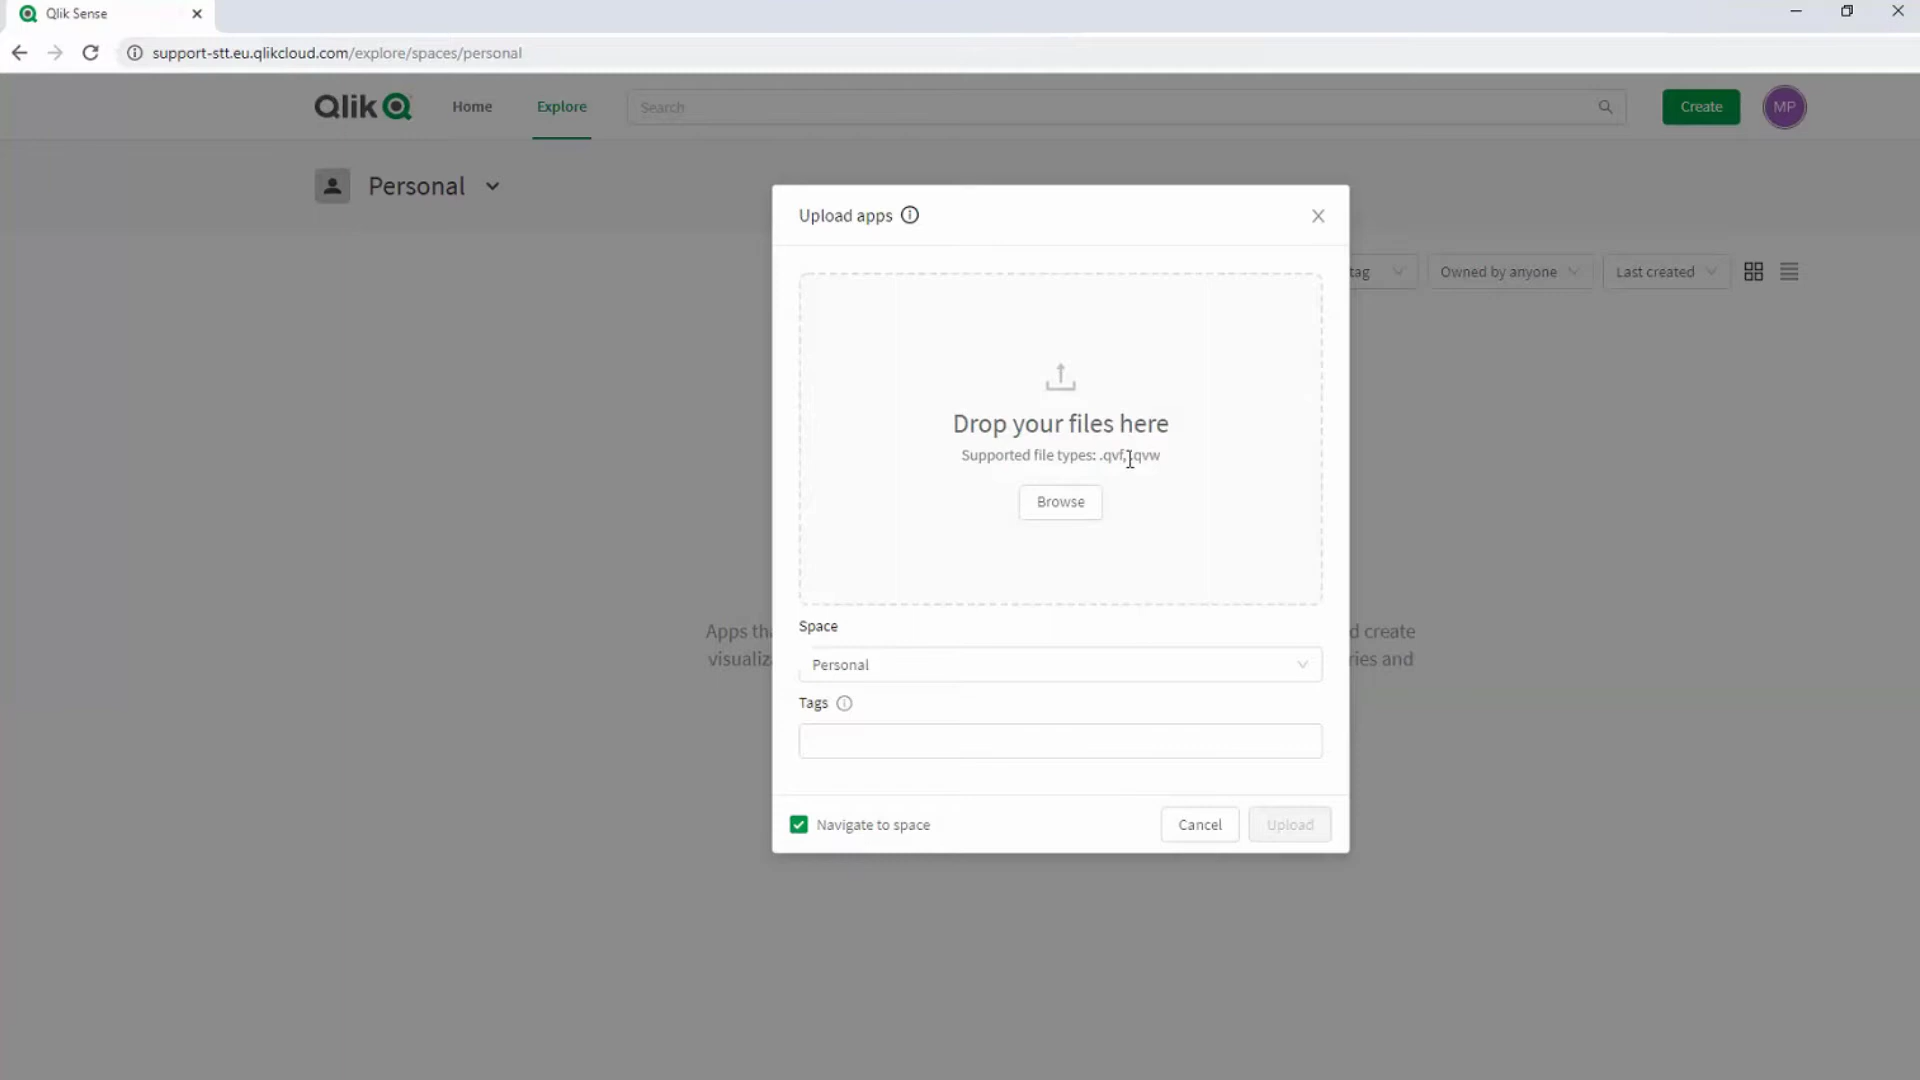 Qlik Sense
support-stt.eu.qlikcloud.com/explore/spaces/personal
Qlik
Home
Explore
Search
Create
MP
Personal
Upload apps
tag
Owned by anyone
Last created
Drop your files here
Supported file types: .qvf, .qvw
Browse
Space
Apps th
d create
visualiz
ries and
Personal
Tags
Navigate to space
Cancel
Upload